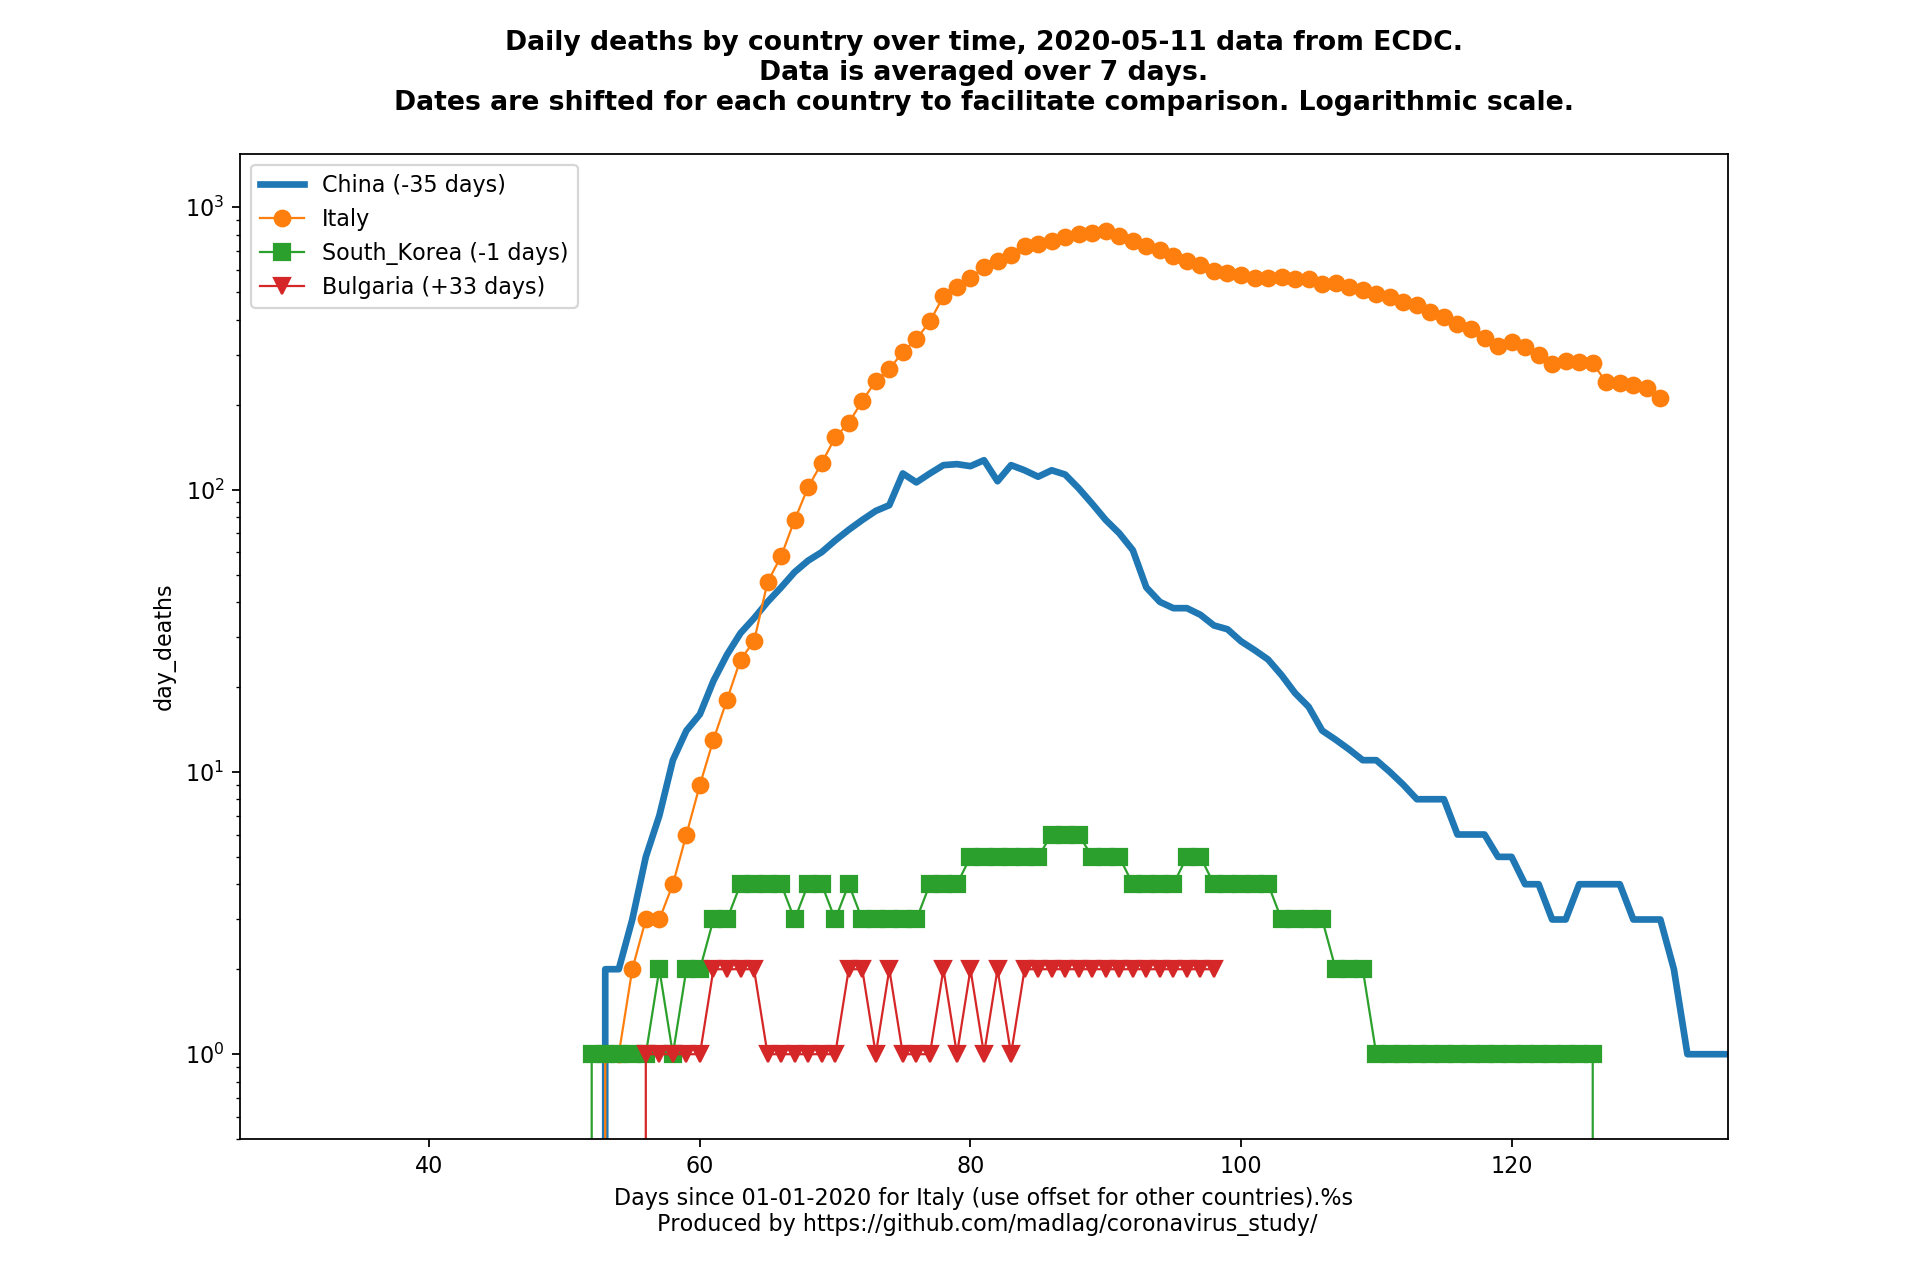 Daily deaths by country over time, 2020-05-11 data from ECDC.
Data is averaged over 7 days.
Dates are shifted for each country to facilitate comparison. Logarithmic scale.
China (-35 days)
Italy
South_Korea (-1 days)
Bulgaria (+33 days)
10³
10²
10¹
10⁰
day_deaths
40 60 80 100 120
Days since 01-01-2020 for Italy (use offset for other countries).%s
Produced by https://github.com/madlag/coronavirus_study/